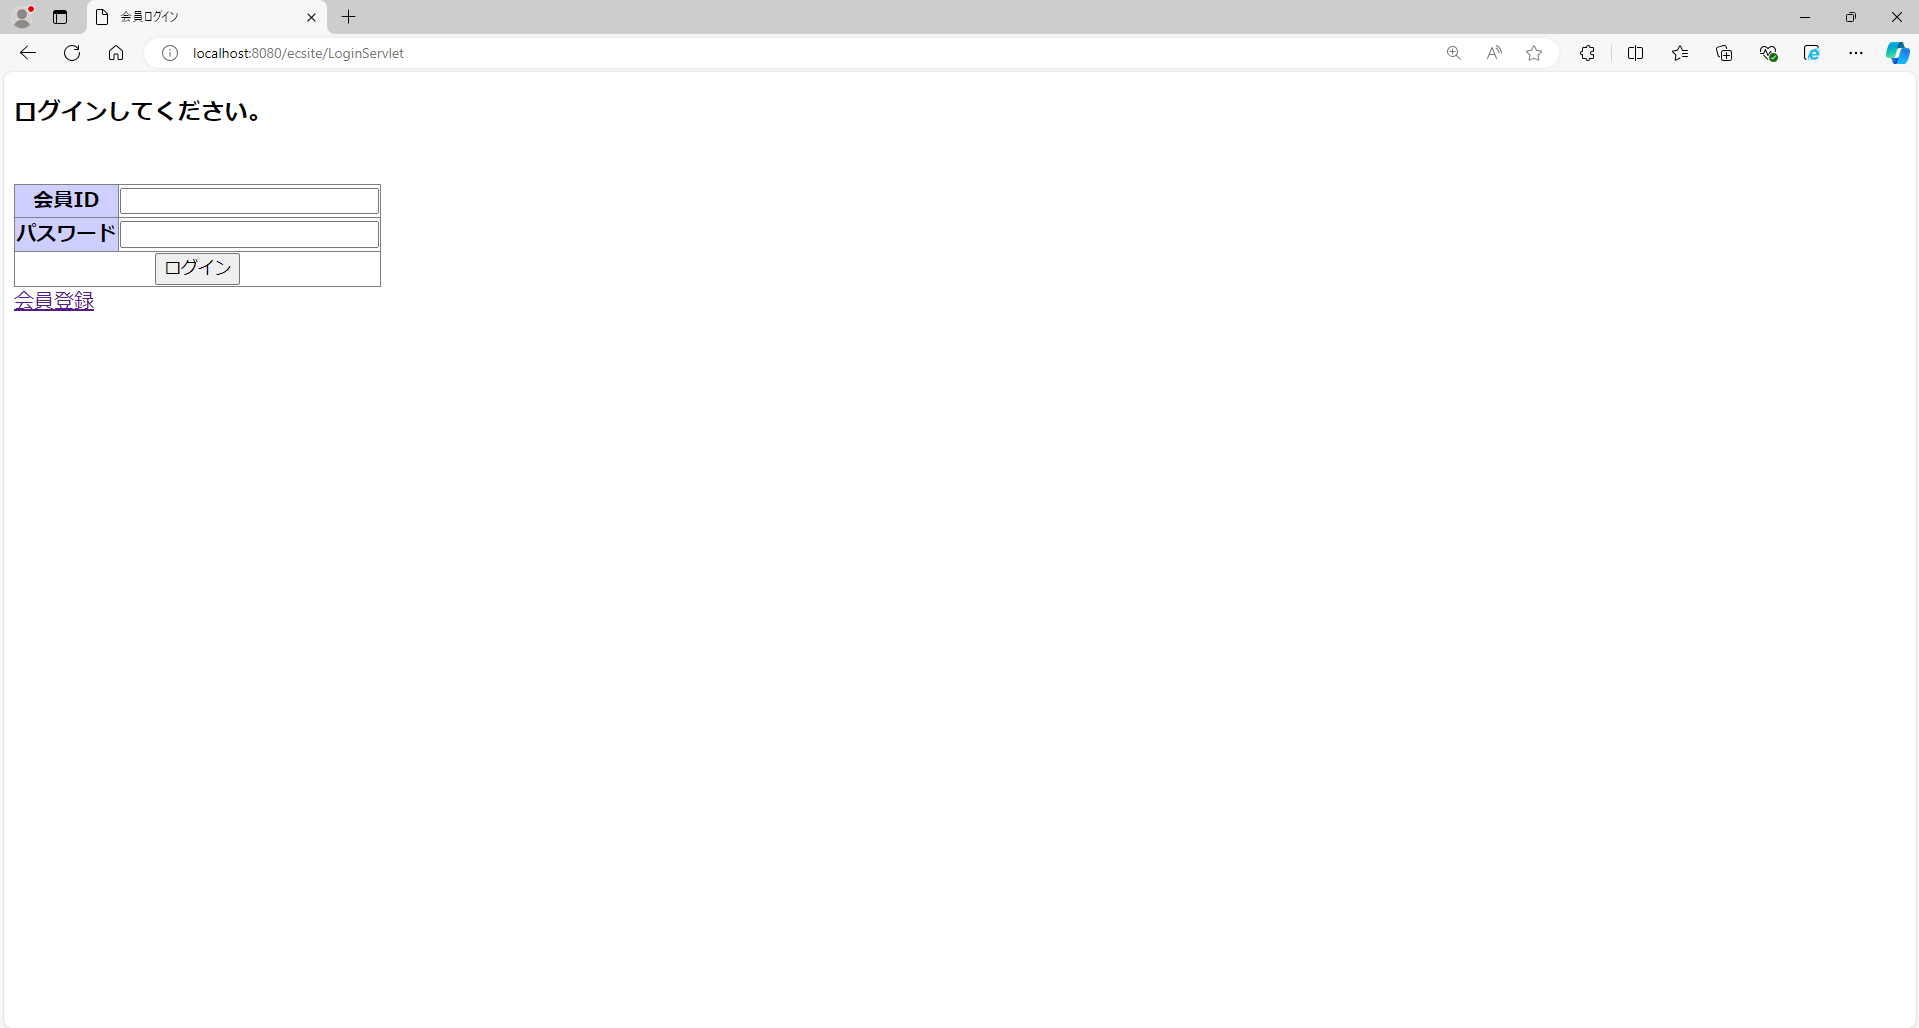 会員ログイン
localhost:8080/ecsite/LoginServlet
ログインしてください。
会員ID
パスワード
ログイン
会員登録